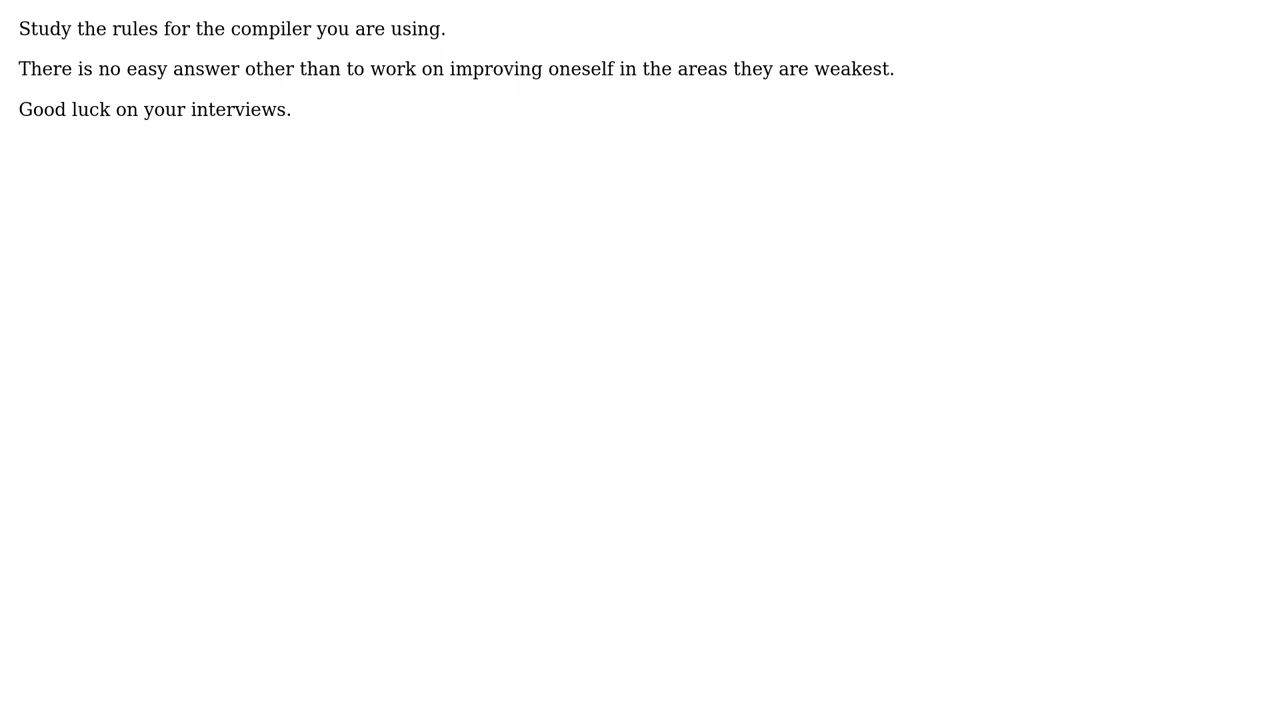 Study the rules for the compiler you are using.
There is no easy answer other than to work on improving oneself in the areas they are weakest.
Good luck on your interviews.